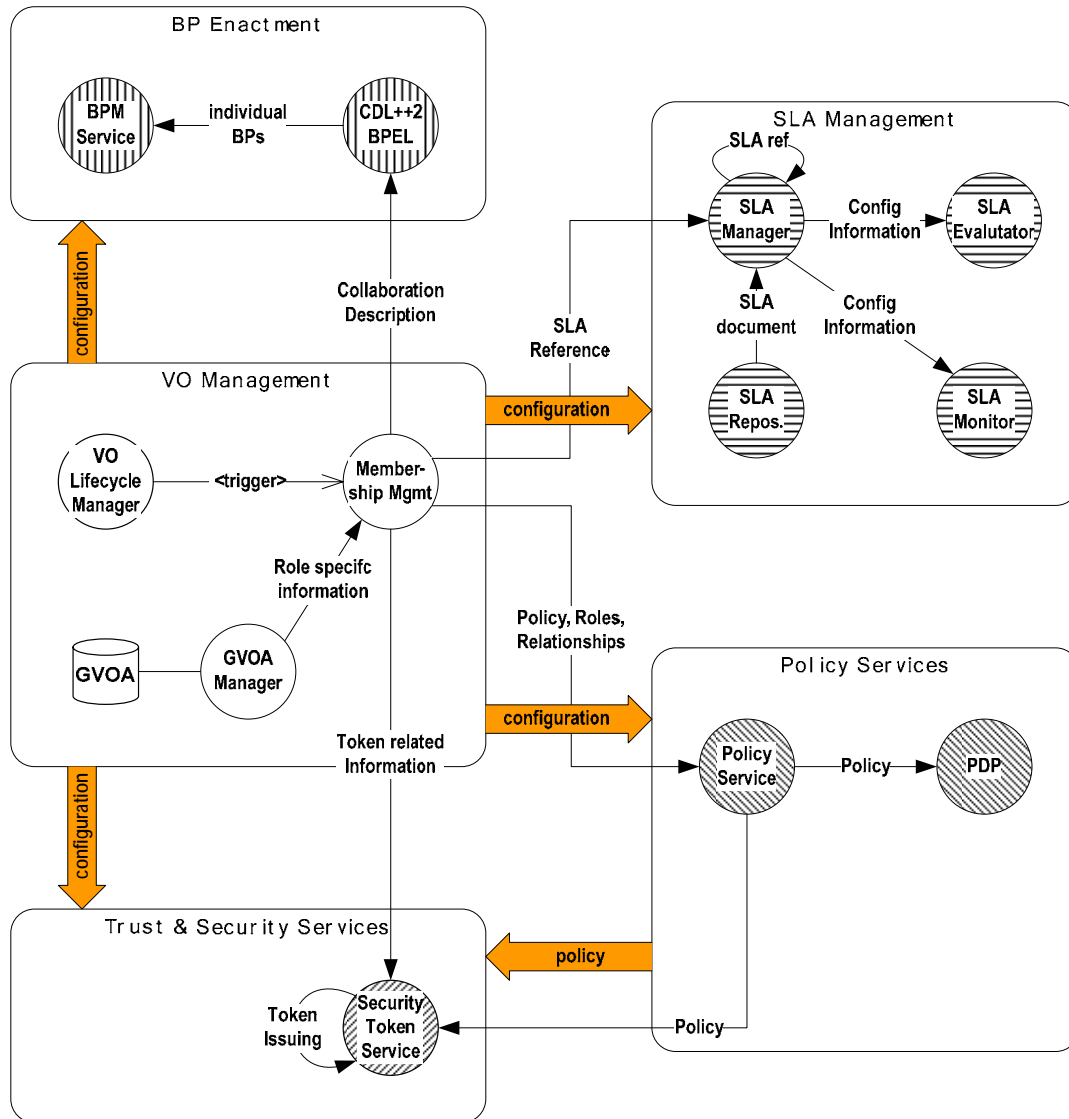 BP Enactment
BPM
Service
individual
BPs
CDL++2
BPEL
configuration
Collaboration
Description
SLA Management
SLA ref
SLA
Manager
Config
Information
SLA
Evalutator
SLA
document
Config
Information
SLA
Repos.
SLA
Monitor
SLA
Reference
VO Management
configuration
VO
Lifecycle
Manager
<trigger>
Member-
ship Mgmt
Role specifc
information
GVOA
GVOA
Manager
Policy, Roles,
Relationships
configuration
Token related
Information
configuration
Policy Services
Policy
Service
Policy
PDP
Trust & Security Services
policy
Token
Issuing
Security
Token
Service
Policy